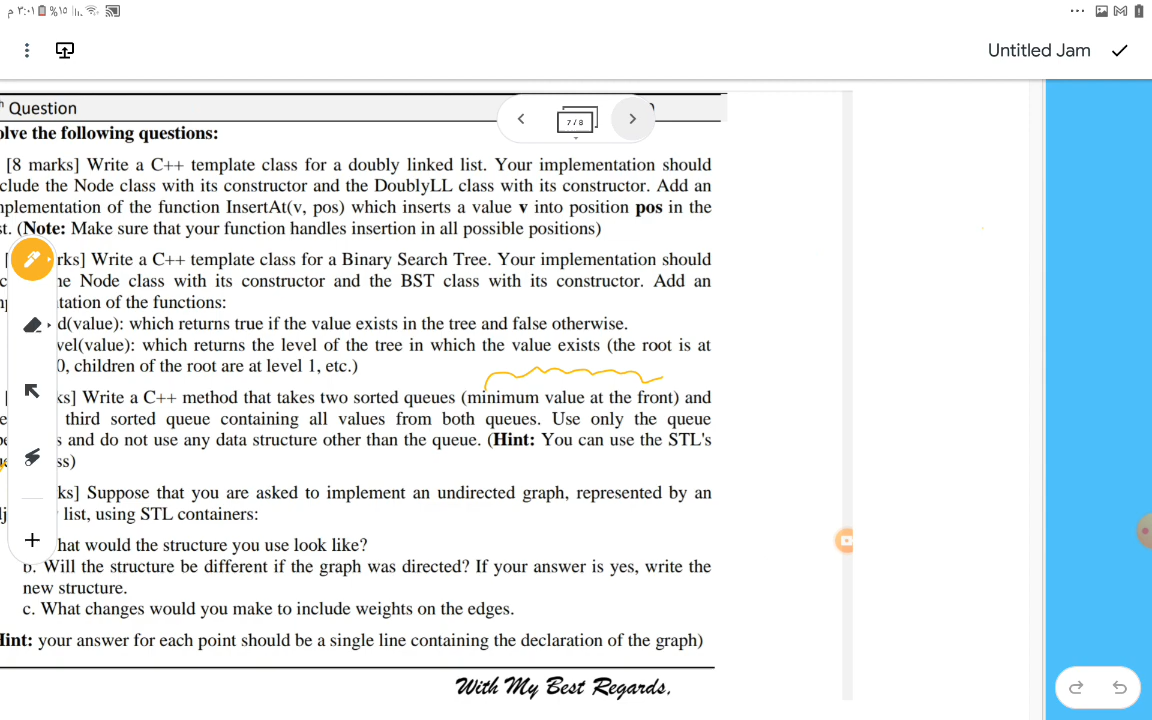 م ٣:٠١ %١٥
Untitled Jam
Question
7 / 8
olve the following questions:
[8 marks] Write a C++ template class for a doubly linked list. Your implementation should
clude the Node class with its constructor and the DoublyLL class with its constructor. Add an
nplementation of the function InsertAt(v, pos) which inserts a value v into position pos in the
st. (Note: Make sure that your function handles insertion in all possible positions)
rks] Write a C++ template class for a Binary Search Tree. Your implementation should
ne Node class with its constructor and the BST class with its constructor. Add an
tation of the functions:
d(value): which returns true if the value exists in the tree and false otherwise.
vel(value): which returns the level of the tree in which the value exists (the root is at
0, children of the root are at level 1, etc.)
ks] Write a C++ method that takes two sorted queues (minimum value at the front) and
third sorted queue containing all values from both queues. Use only the queue
s and do not use any data structure other than the queue. (Hint: You can use the STL's
ss)
ks] Suppose that you are asked to implement an undirected graph, represented by an
list, using STL containers:
hat would the structure you use look like?
b. Will the structure be different if the graph was directed? If your answer is yes, write the
new structure.
c. What changes would you make to include weights on the edges.
Hint: your answer for each point should be a single line containing the declaration of the graph)
With My Best Regards,